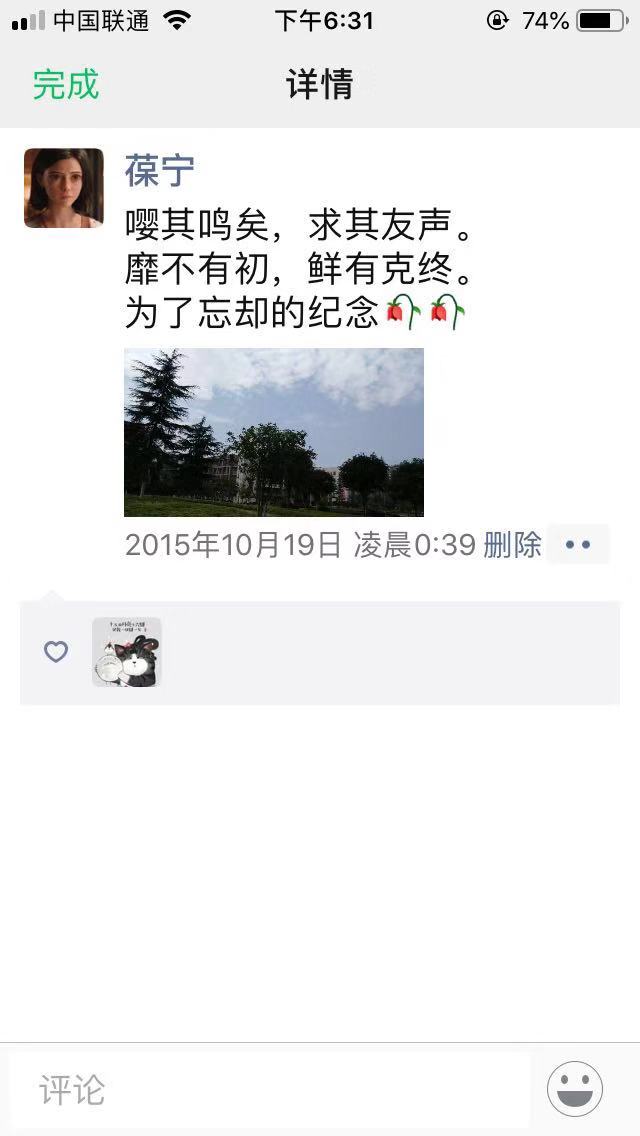 中国联通
下午6:31
74%
完成
详情
葆宁
嘤其鸣矣，求其友声。
靡不有初，鲜有克终。
为了忘却的纪念🥀🥀
2015年10月19日 凌晨0:39 删除
评论